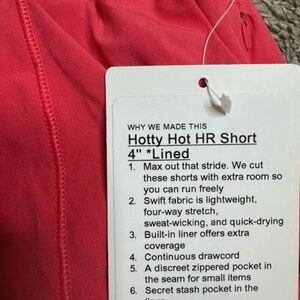 WHY WE MADE THIS
Hotty Hot HR Short
4" *Lined
1. Max out that stride. We cut
these shorts with extra room so
you can run freely
2. Swift fabric is lightweight,
four-way stretch,
sweat-wicking, and quick-drying
3. Built-in liner offers extra
coverage
4. Continuous drawcord
5. A discreet zippered pocket in
the seam for small items
6. Secret stash pocket in the